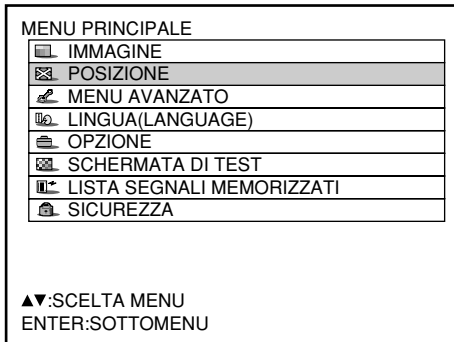 MENU PRINCIPALE
IMMAGINE
POSIZIONE
MENU AVANZATO
LINGUA(LANGUAGE)
OPZIONE
SCHERMATA DI TEST
LISTA SEGNALI MEMORIZZATI
SICUREZZA
▲▼:SCELTA MENU
ENTER:SOTTOMENU